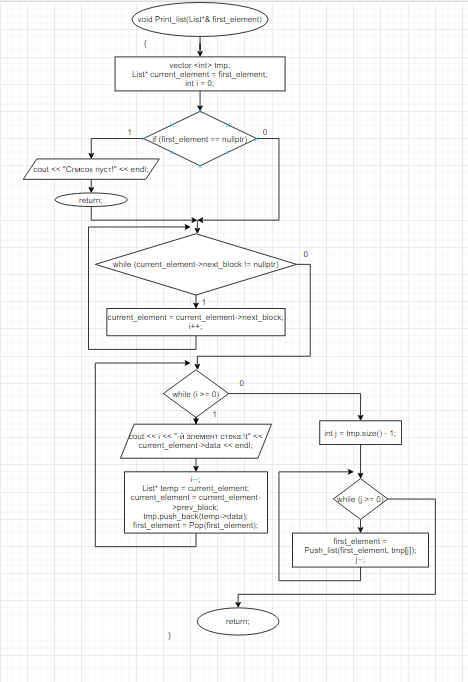 void Print_list(List*& first_element)
{
vector <int> tmp;
List* current_element = first_element;
int i = 0;
1
if (first_element == nullptr)
0
cout << "Список пуст!" << endl;
return;
while (current_element->next_block != nullptr)
0
1
current_element = current_element->next_block;
i++;
while (i >= 0)
0
1
cout << i << "-й элемент стека:\t" <<
current_element->data << endl;
int j = tmp.size() - 1;
i--;
List* temp = current_element;
current_element = current_element-
>prev_block;
tmp.push_back(temp->data);
first_element = Pop(first_element);
while (j >= 0)
first_element =
Push_list(first_element, tmp[j]);
j--;
return;
}